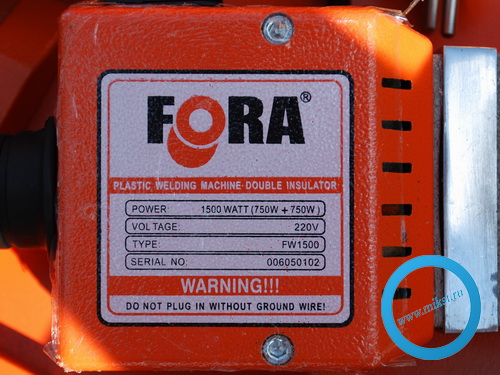 FORA®
PLASTIC WELDING MACHINE DOUBLE INSULATOR
POWER: 1500 WATT (750W + 750W)
VOLTAGE: 220V
TYPE: FW1500
SERIAL NO: 006050102
WARNING!!!
DO NOT PLUG IN WITHOUT GROUND WIRE!
www.miksi.ru